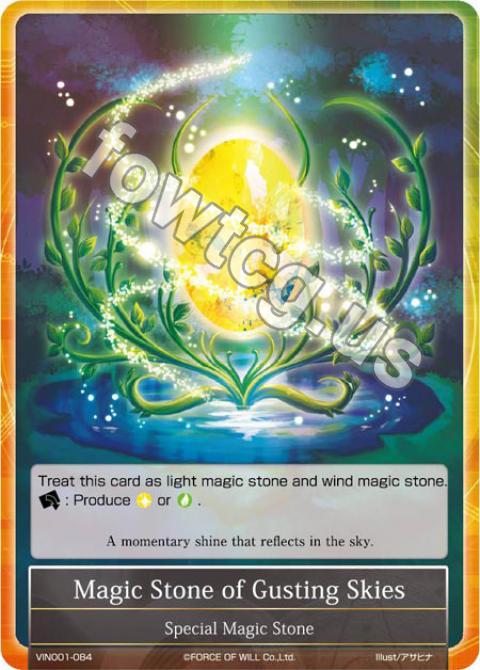 fowtcg.us
Treat this card as light magic stone and wind magic stone.
: Produce or .
A momentary shine that reflects in the sky.
Magic Stone of Gusting Skies
Special Magic Stone
VIN001-084 ©FORCE OF WILL Co.,Ltd. Illust/アサヒナ